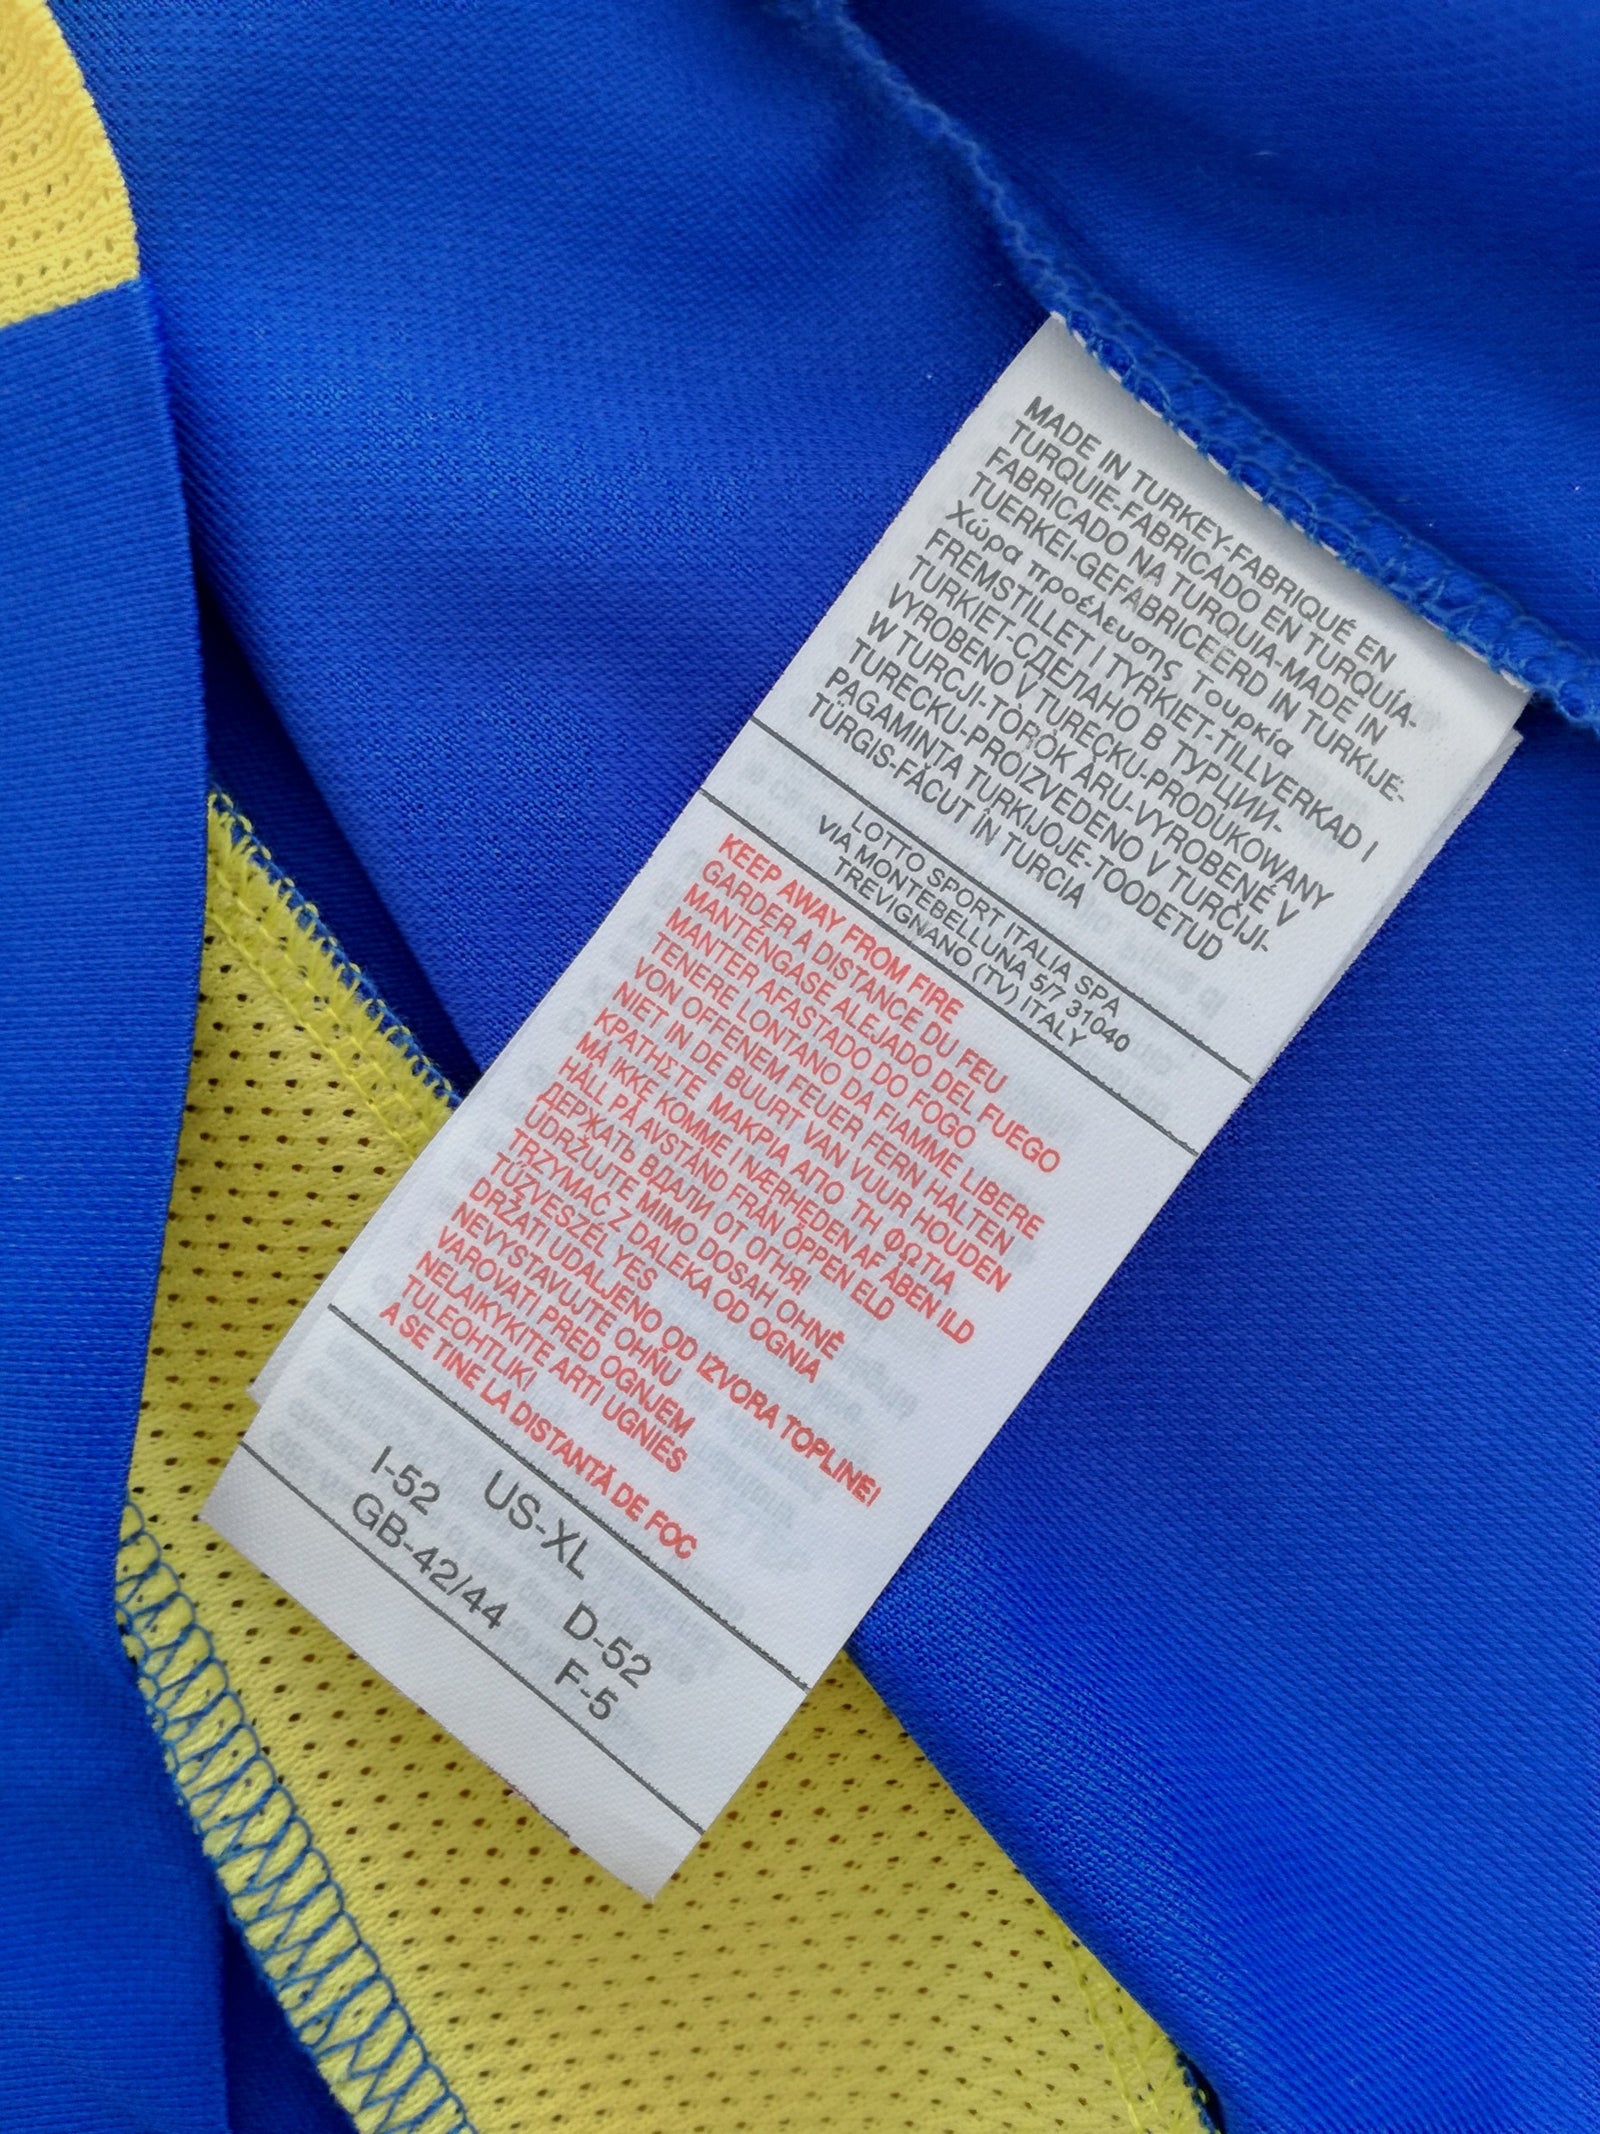 MADE IN TURKEY-FABRIQUÉ EN
TURQUIE-FABRICADO EN TURQUÍA-
FABRICADO NA TURQUIA-MADE IN
TUERKEI-GEFABRICEERD IN TURKIJE-
Χώρα προέλευσης Τουρκία
FREMSTILLET I TYRKIET-TILLVERKAD I
TURKIET-СДЕЛАНО В ТУРЦИИ-
VYROBENO V TURECKU-PRODUKOWANY
W TURCJI-TÖRÖK ÁRU-VYROBENÉ V
TURECKU-PROIZVEDENO V TURČIJI-
PAGAMINTA TURKIJOJE-TOODETUD
TÜRGIS-FĂCUT ÎN TURCIA
LOTTO SPORT ITALIA SPA
VIA MONTEBELLUNA 5/7 31040
TREVIGNANO (TV) ITALY
KEEP AWAY FROM FIRE
GARDER A DISTANCE DU FEU
MANTÉNGASE ALEJADO DEL FUEGO
MANTER AFASTADO DO FOGO
TENERE LONTANO DA FIAMME LIBERE
VON OFFENEM FEUER FERN HALTEN
NIET IN DE BUURT VAN VUUR HOUDEN
ΚΡΑΤΗΣΤΕ ΜΑΚΡΙΑ ΑΠΟ ΤΗ ΦΩΤΙΑ
MÅ IKKE KOMME I NÆRHEDEN AF ÅBEN ILD
HÅLL PÅ AVSTÅND FRÅN ÖPPEN ELD
ДЕРЖАТЬ ВДАЛИ ОТ ОГНЯ!
UDRŽUJTE MIMO DOSAH OHNĚ
TRZYMAĆ Z DALEKA OD OGNIA
TŰZVESZÉL YES
DRŽATI UDALJENO OD IZVORA TOPLINE!
NEVYSTAVUJTE OHŇU
VAROVATI PRED OGNJEM
NELAIKYKITE ARTI UGNIES
TULEOHTLIK!
A SE TINE LA DISTANTĂ DE FOC
US-XL
I-52 D-52
GB-42/44 F-5